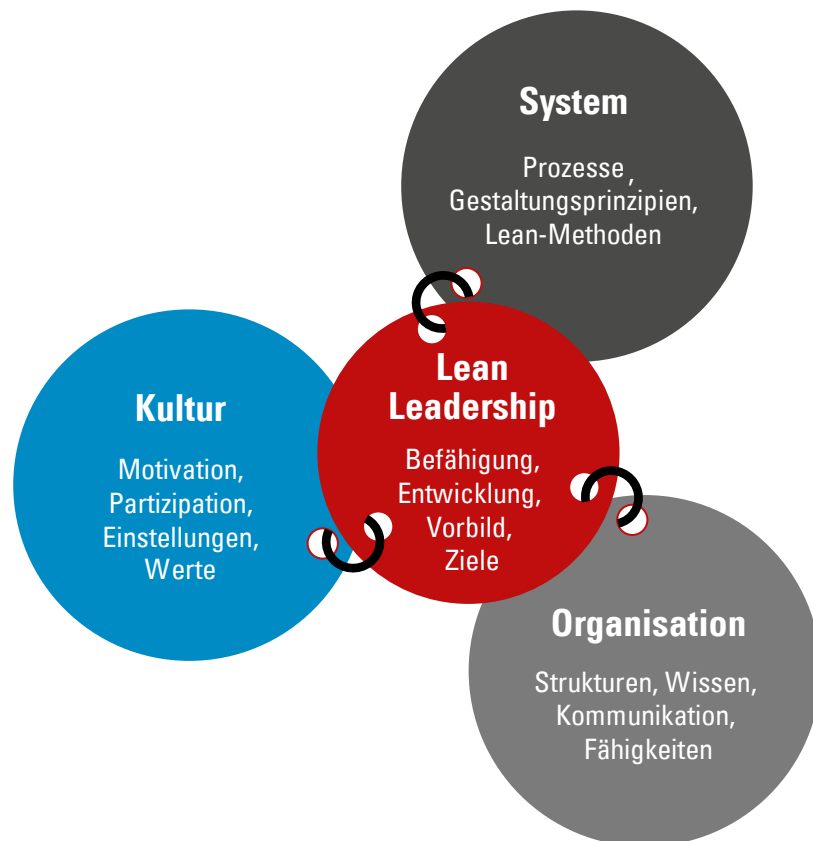 System
Prozesse,
Gestaltungsprinzipien,
Lean-Methoden
Lean
Leadership
Befähigung,
Entwicklung,
Vorbild,
Ziele
Kultur
Motivation,
Partizipation,
Einstellungen,
Werte
Organisation
Strukturen, Wissen,
Kommunikation,
Fähigkeiten